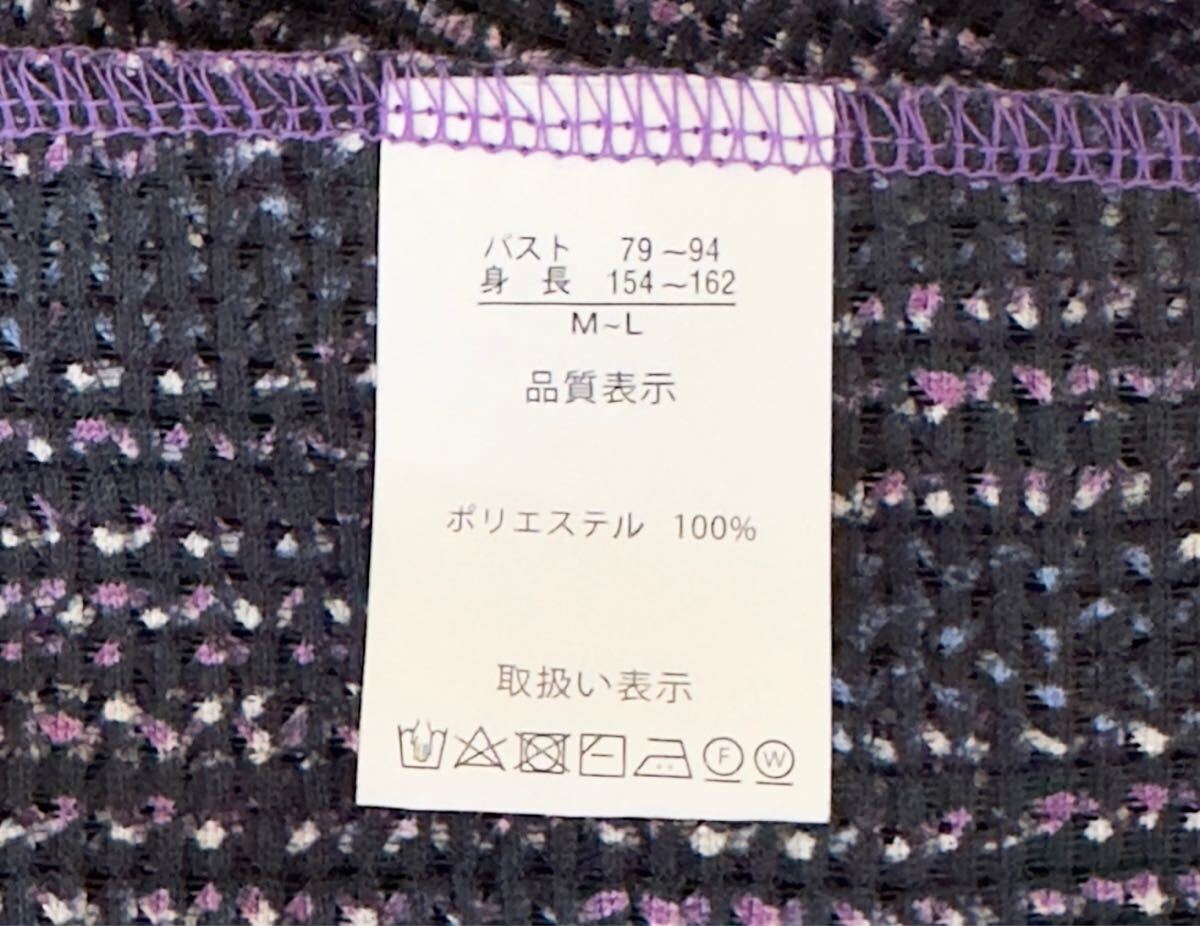 バスト 79～94
身長 154～162
M～L
品質表示
ポリエステル 100%
取扱い表示
F W